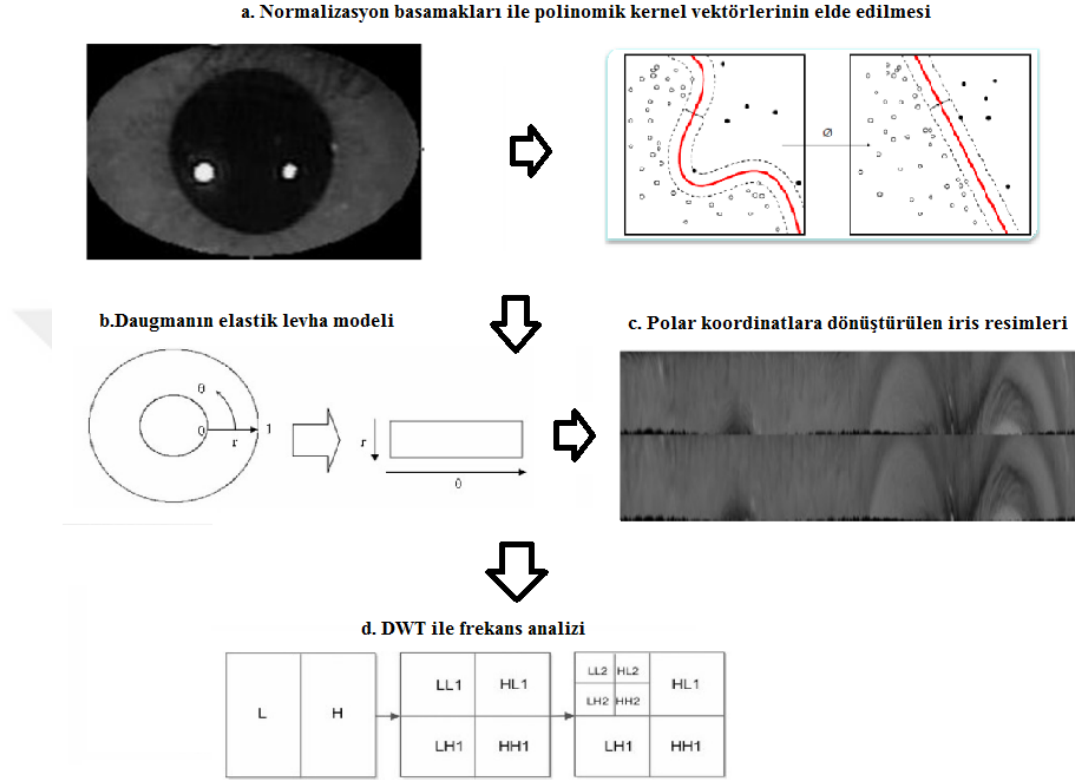 a. Normalizasyon basamakları ile polinomik kernel vektörlerinin elde edilmesi
Ø
b.Daugmanın elastik levha modeli
c. Polar koordinatlara dönüştürülen iris resimleri
θ
0
1
r
r
θ
d. DWT ile frekans analizi
L H
LL1 HL1
LH1 HH1
LL2 HL2
HL1
LH2 HH2
LH1 HH1